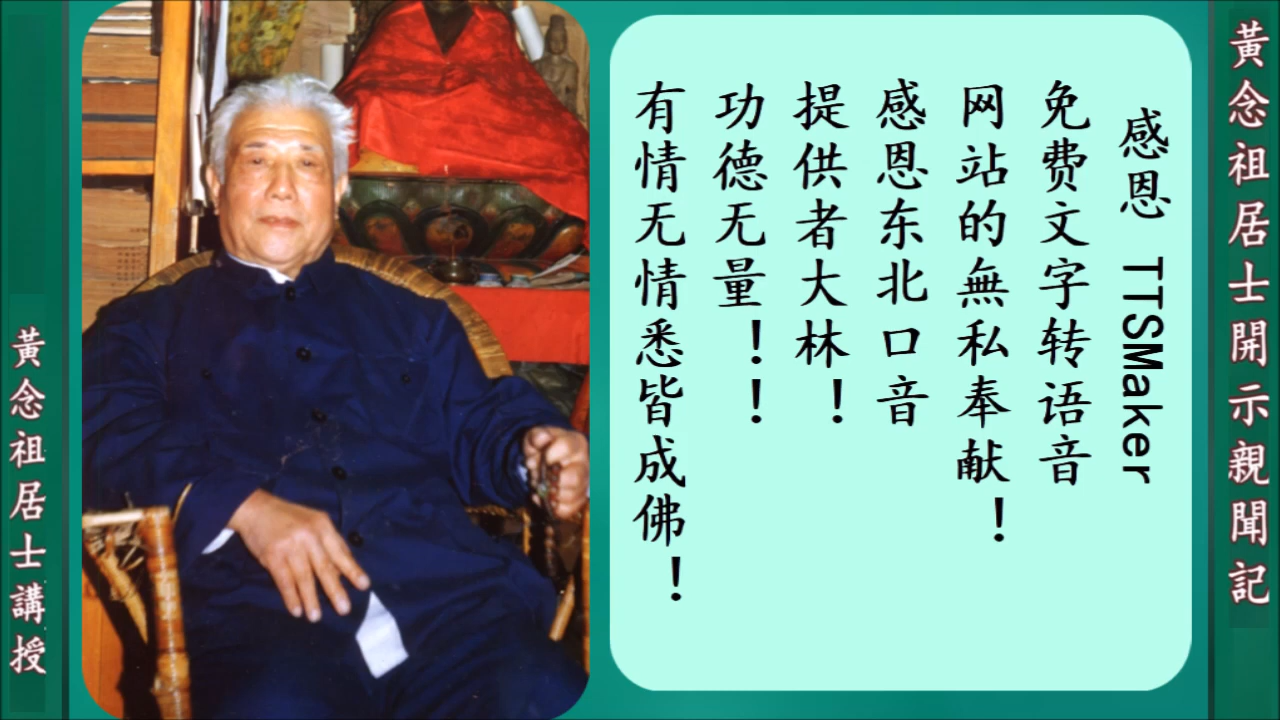 黃念祖居士開示親聞記
感恩 TTSMaker
免费文字转语音
网站的無私奉献！
感恩东北口音
提供者大林！
功德无量！！
有情无情悉皆成佛！
黃念祖居士講授